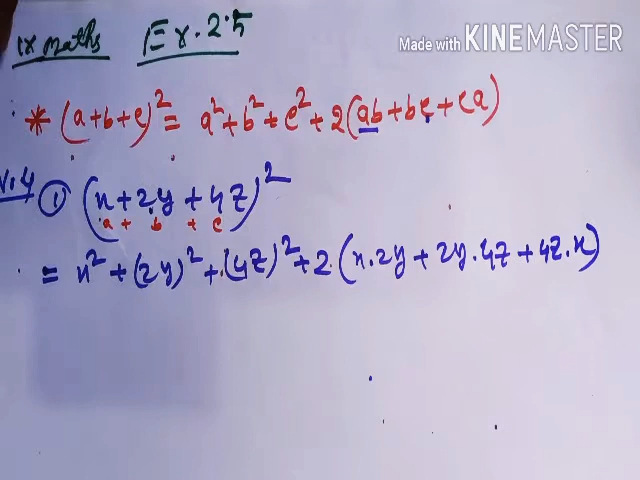 IX maths Ex. 2.5
Made with KINEMASTER
* (a+b+c)² = a²+b²+c²+2(ab+bc+ca)
① (x+2y+4z)²
a + b + c
= x²+(2y)²+(4z)²+2(x.2y+2y.4z+4z.x)